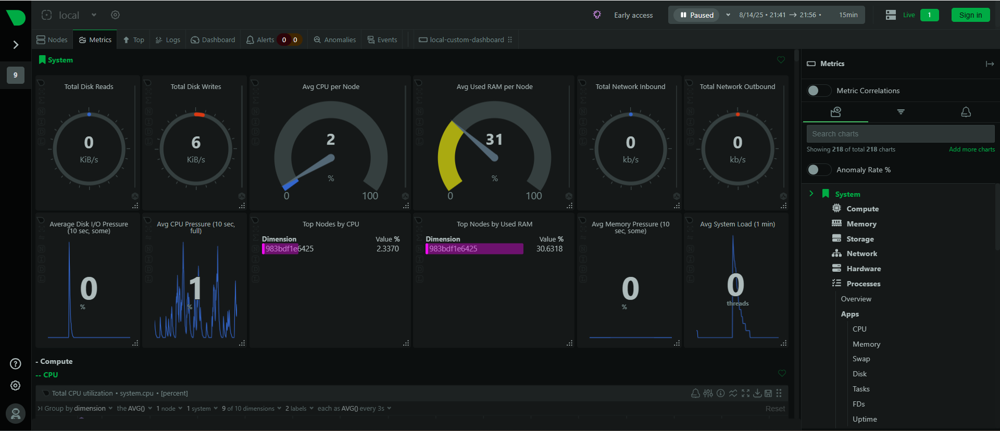 local
Early access
Paused
8/14/25 • 21:41 → 21:56 •
15min
Live
1
Sign in
Nodes
Metrics
Top
Logs
Dashboard
Alerts
0
0
Anomalies
Events
local-custom-dashboard
9
System
Total Disk Reads
0
KiB/s
Total Disk Writes
6
KiB/s
Avg CPU per Node
2
%
0
100
Avg Used RAM per Node
31
%
0
100
Total Network Inbound
0
kb/s
Total Network Outbound
0
kb/s
Average Disk I/O Pressure
(10 sec, some)
0
%
Avg CPU Pressure (10 sec,
full)
1
%
Top Nodes by CPU
Dimension Value %
983bdf1e6425 2.3370
Top Nodes by Used RAM
Dimension Value %
983bdf1e6425 30.6318
Avg Memory Pressure (10
sec, some)
0
%
Avg System Load (1 min)
0
threads
- Compute
-- CPU
Total CPU utilization • system.cpu • [percent]
Group by dimension the AVG() 1 node 1 system 9 of 10 dimensions 2 labels each as AVG() every 3s
Reset
Metrics
Metric Correlations
Search charts
Showing 218 of total 218 charts
Add more charts
Anomaly Rate %
System
Compute
Memory
Storage
Network
Hardware
Processes
Overview
Apps
CPU
Memory
Swap
Disk
Tasks
FDs
Uptime